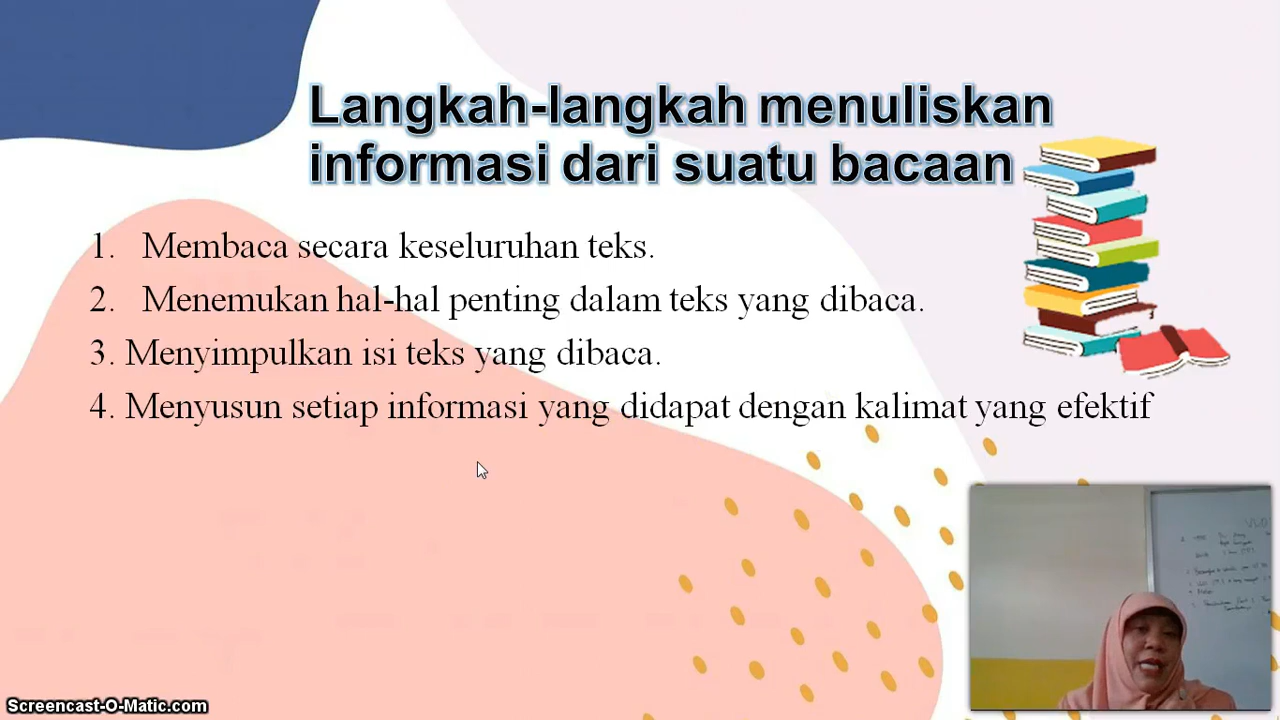 Langkah-langkah menuliskan
informasi dari suatu bacaan
1. Membaca secara keseluruhan teks.
2. Menemukan hal-hal penting dalam teks yang dibaca.
3. Menyimpulkan isi teks yang dibaca.
4. Menyusun setiap informasi yang didapat dengan kalimat yang efektif
Screencast-O-Matic.com